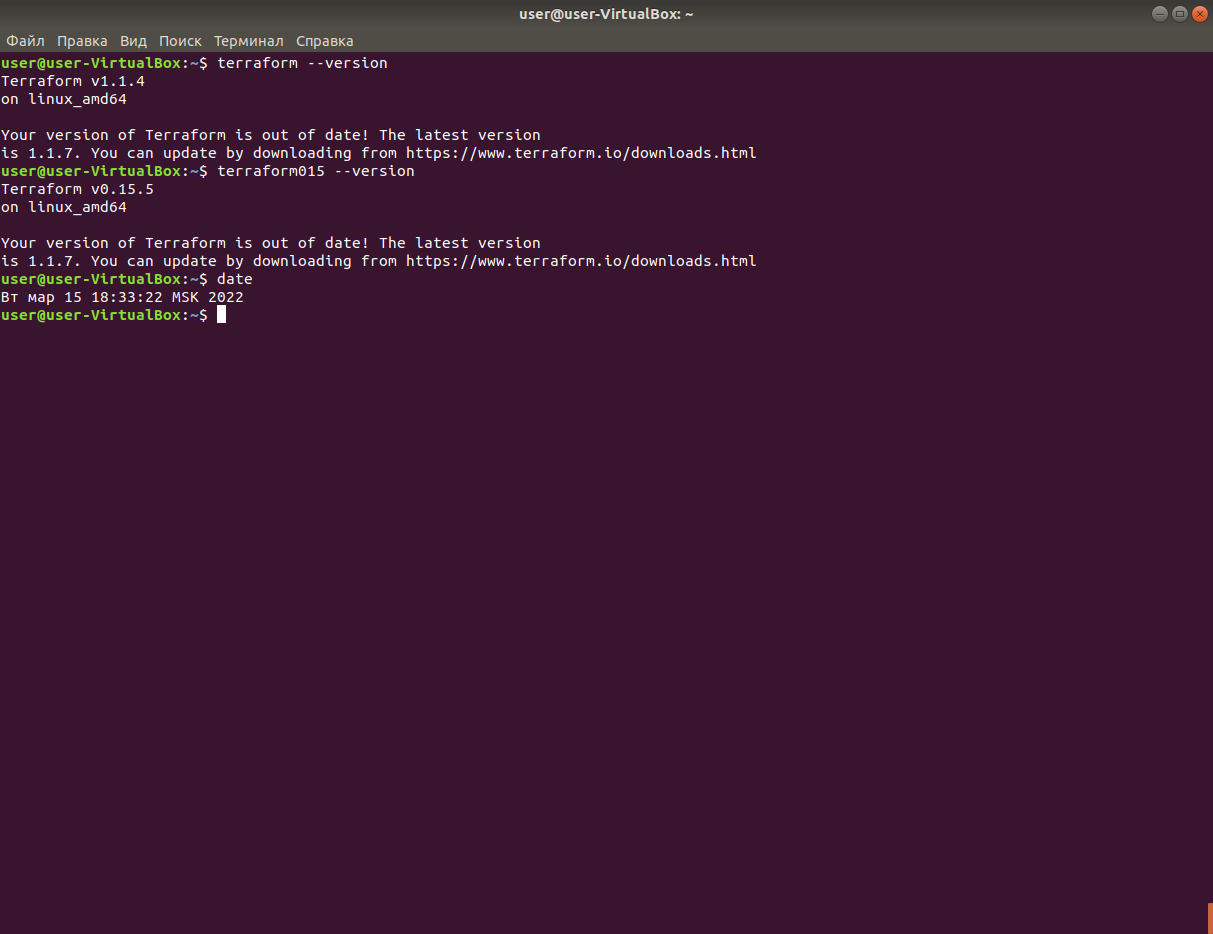 user@user-VirtualBox: ~
Файл Правка Вид Поиск Терминал Справка
user@user-VirtualBox:~$ terraform --version
Terraform v1.1.4
on linux_amd64
Your version of Terraform is out of date! The latest version
is 1.1.7. You can update by downloading from https://www.terraform.io/downloads.html
user@user-VirtualBox:~$ terraform015 --version
Terraform v0.15.5
on linux_amd64
Your version of Terraform is out of date! The latest version
is 1.1.7. You can update by downloading from https://www.terraform.io/downloads.html
user@user-VirtualBox:~$ date
Вт мар 15 18:33:22 MSK 2022
user@user-VirtualBox:~$